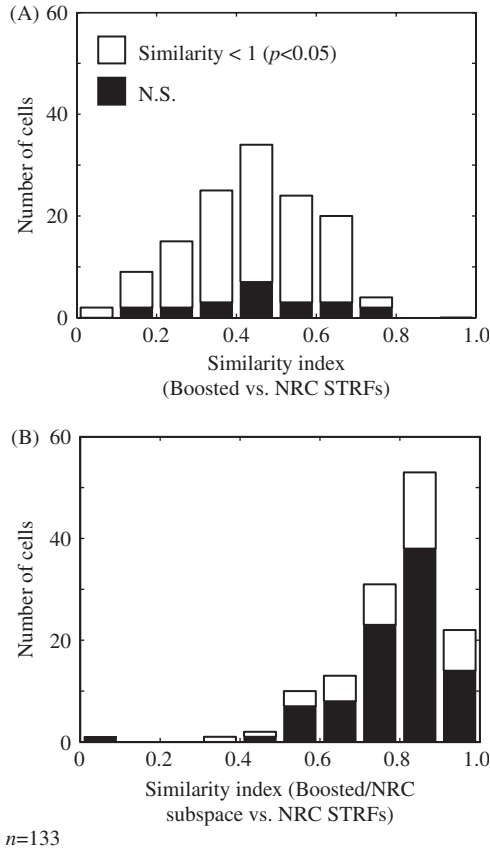 (A)
60
Similarity < 1 (p<0.05)
N.S.
40
20
0
Number of cells
0.2
0.4
0.6
0.8
1.0
Similarity index
(Boosted vs. NRC STRFs)
(B)
60
40
20
0
Number of cells
0
0.2
0.4
0.6
0.8
1.0
Similarity index (Boosted/NRC
subspace vs. NRC STRFs)
n=133